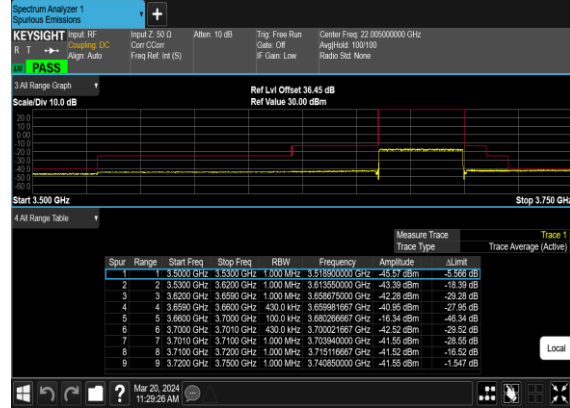 Spectrum Analyzer 1
Spurious Emissions
+
KEYSIGHT Input: RF Input Z: 50 Ω Atten: 10 dB Trig: Free Run Center Freq: 22.005000000 GHz
R T Coupling: DC Corr CCorr Gate: Off Avg|Hold: 100/100
Align: Auto Freq Ref: Int (S) IF Gain: Low Radio Std: None
PASS
3 All Range Graph Ref Lvl Offset 36.45 dB
Scale/Div 10.0 dB Ref Value 30.00 dBm
20.0
10.0
0.00
-10.0
-20.0
-30.0
-40.0
-50.0
-60.0
Start 3.500 GHz Stop 3.750 GHz
4 All Range Table
Measure Trace Trace 1
Trace Type Trace Average (Active)
Spur Range Start Freq Stop Freq RBW Frequency Amplitude ΔLimit
1 1 3.5000 GHz 3.5300 GHz 1.000 MHz 3.518900000 GHz -45.57 dBm -5.566 dB
2 2 3.5300 GHz 3.6200 GHz 1.000 MHz 3.613550000 GHz -43.39 dBm -18.39 dB
3 3 3.6200 GHz 3.6590 GHz 1.000 MHz 3.658675000 GHz -42.28 dBm -29.28 dB
4 4 3.6590 GHz 3.6600 GHz 430.0 kHz 3.659981667 GHz -40.95 dBm -27.95 dB
5 5 3.6600 GHz 3.7000 GHz 100.0 kHz 3.680266667 GHz -16.34 dBm -46.34 dB
6 6 3.7000 GHz 3.7010 GHz 430.0 kHz 3.700021667 GHz -42.52 dBm -29.52 dB
7 7 3.7010 GHz 3.7100 GHz 1.000 MHz 3.703940000 GHz -41.55 dBm -28.55 dB
8 8 3.7100 GHz 3.7200 GHz 1.000 MHz 3.715116667 GHz -41.52 dBm -16.52 dB
9 9 3.7200 GHz 3.7500 GHz 1.000 MHz 3.740850000 GHz -41.55 dBm -1.547 dB
Local
? Mar 20, 2024
11:29:26 AM